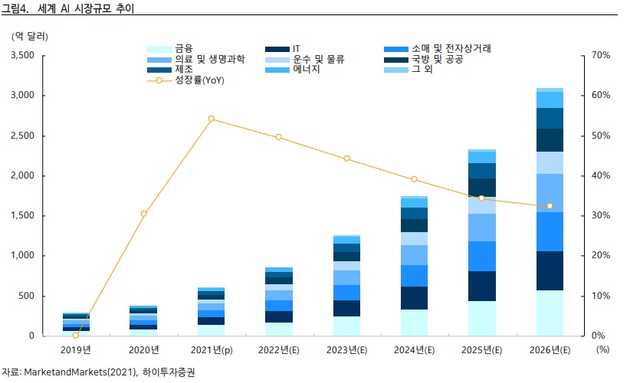 그림4. 세계 AI 시장규모 추이
(억 달러)
금융 IT 소매 및 전자상거래
의료 및 생명과학 운수 및 물류 국방 및 공공
제조 에너지 그 외
성장률(YoY)
3,500 70%
3,000 60%
2,500 50%
2,000 40%
1,500 30%
1,000 20%
500 10%
0 0%
2019년 2020년 2021년(p) 2022년(E) 2023년(E) 2024년(E) 2025년(E) 2026년(E) (%)
자료: MarketandMarkets(2021), 하이투자증권